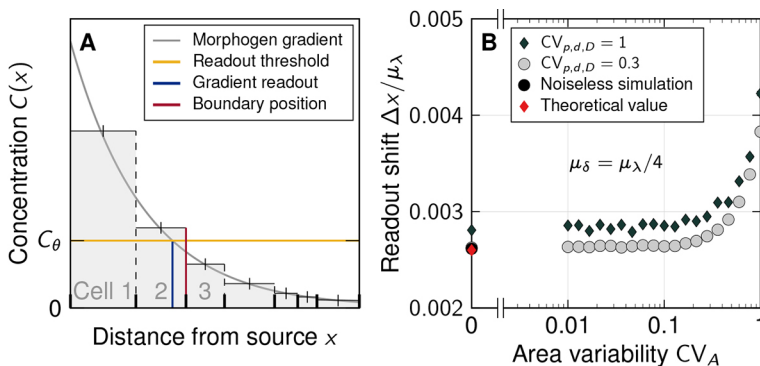 A
Morphogen gradient
Readout threshold
Gradient readout
Boundary position
Concentration C(x)
C_θ
0
Cell 1
2
3
Distance from source x
B
CV_{p,d,D} = 1
CV_{p,d,D} = 0.3
Noiseless simulation
Theoretical value
μ_δ = μ_λ/4
Readout shift Δx/μ_λ
0.005
0.004
0.003
0.002
0
0.01
0.1
1
Area variability CV_A